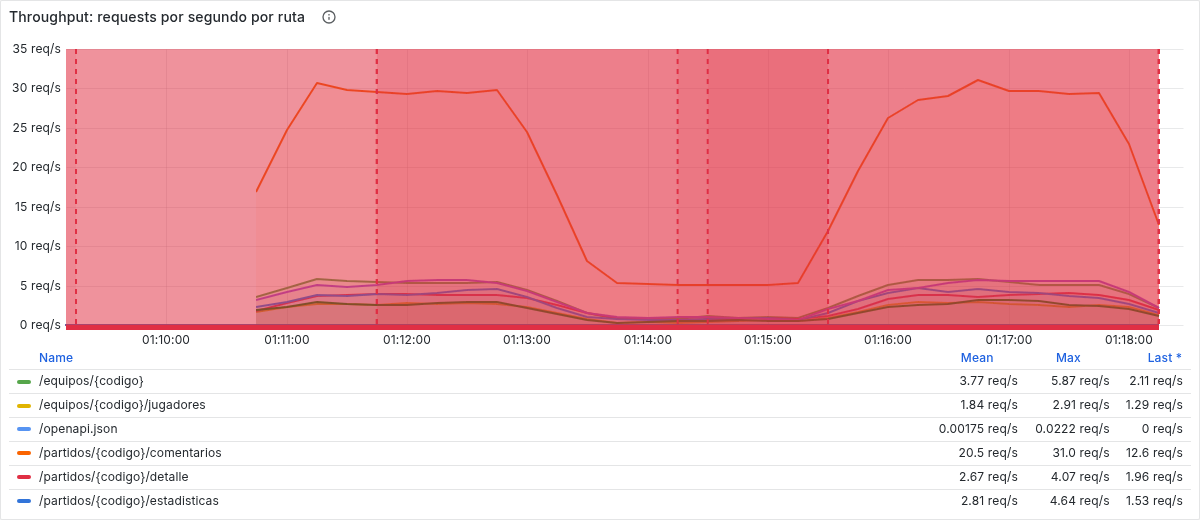 Throughput: requests por segundo por ruta
35 req/s
30 req/s
25 req/s
20 req/s
15 req/s
10 req/s
5 req/s
0 req/s
01:10:00 01:11:00 01:12:00 01:13:00 01:14:00 01:15:00 01:16:00 01:17:00 01:18:00
Name Mean Max Last *
/equipos/{codigo} 3.77 req/s 5.87 req/s 2.11 req/s
/equipos/{codigo}/jugadores 1.84 req/s 2.91 req/s 1.29 req/s
/openapi.json 0.00175 req/s 0.0222 req/s 0 req/s
/partidos/{codigo}/comentarios 20.5 req/s 31.0 req/s 12.6 req/s
/partidos/{codigo}/detalle 2.67 req/s 4.07 req/s 1.96 req/s
/partidos/{codigo}/estadisticas 2.81 req/s 4.64 req/s 1.53 req/s